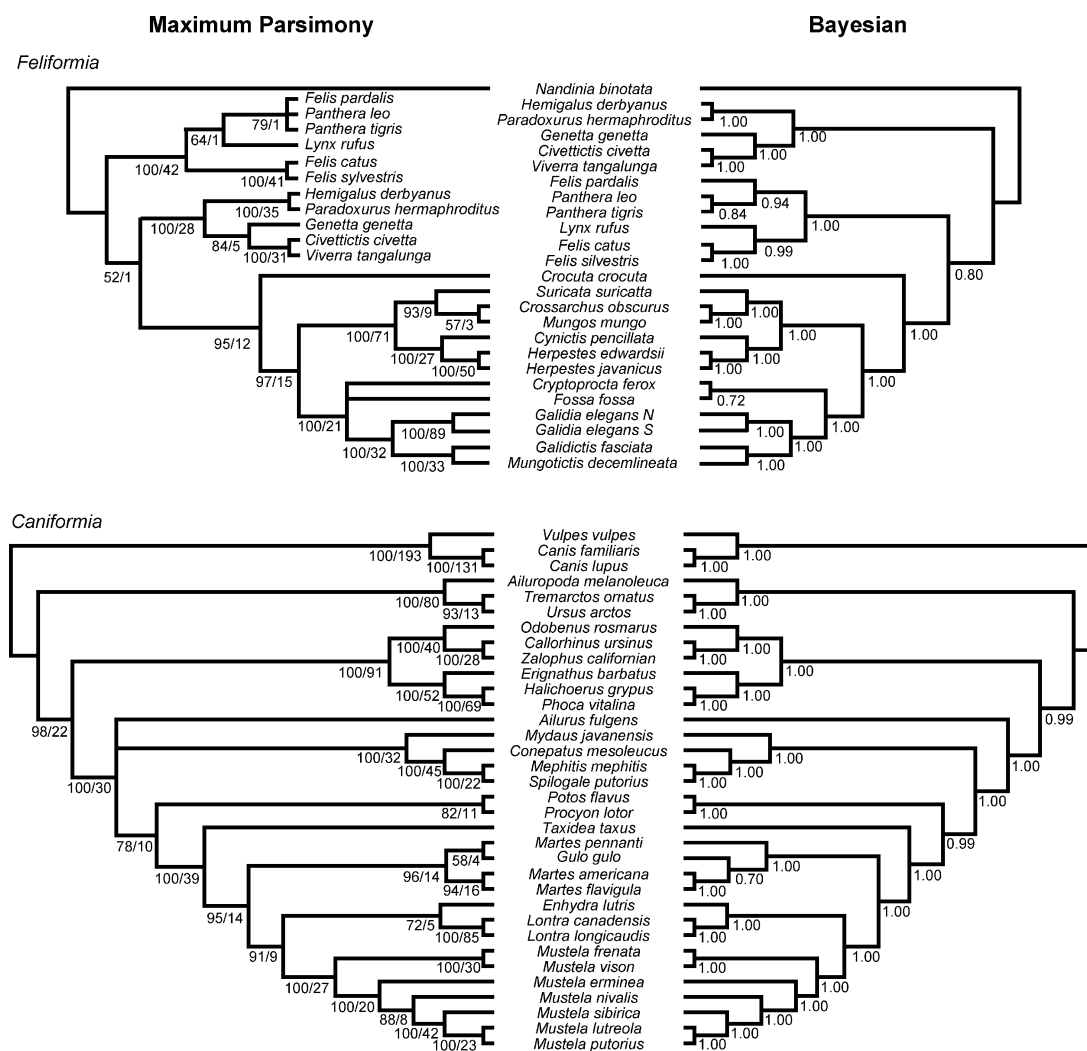 Maximum Parsimony
Bayesian
Feliformia
Nandinia binotata
Felis pardalis
Panthera leo
Panthera tigris
Lynx rufus
Felis catus
Felis sylvestris
Hemigalus derbyanus
Paradoxurus hermaphroditus
Genetta genetta
Civettictis civetta
Viverra tangalunga
79/1
64/1
100/42
100/41
100/35
100/28
84/5
100/31
52/1
95/12
93/9
57/3
100/71
100/27
100/50
97/15
100/21
100/89
100/32
100/33
Hemigalus derbyanus
Paradoxurus hermaphroditus
Genetta genetta
Civettictis civetta
Viverra tangalunga
Felis pardalis
Panthera leo
Panthera tigris
Lynx rufus
Felis catus
Felis silvestris
Crocuta crocuta
Suricata suricatta
Crossarchus obscurus
Mungos mungo
Cynictis pencillata
Herpestes edwardsii
Herpestes javanicus
Cryptoprocta ferox
Fossa fossa
Galidia elegans N
Galidia elegans S
Galidictis fasciata
Mungotictis decemlineata
1.00
1.00
1.00
1.00
0.94
0.84
1.00
0.99
1.00
0.80
1.00
1.00
1.00
1.00
1.00
1.00
1.00
0.72
1.00
1.00
1.00
1.00
Caniformia
Vulpes vulpes
Canis familiaris
Canis lupus
Ailuropoda melanoleuca
Tremarctos ornatus
Ursus arctos
Odobenus rosmarus
Callorhinus ursinus
Zalophus californian
Erignathus barbatus
Halichoerus grypus
Phoca vitalina
Ailurus fulgens
Mydaus javanensis
Conepatus mesoleucus
Mephitis mephitis
Spilogale putorius
Potos flavus
Procyon lotor
Taxidea taxus
Martes pennanti
Gulo gulo
Martes americana
Martes flavigula
Enhydra lutris
Lontra canadensis
Lontra longicaudis
Mustela frenata
Mustela vison
Mustela erminea
Mustela nivalis
Mustela sibirica
Mustela lutreola
Mustela putorius
100/193
100/131
100/80
93/13
100/40
100/28
100/91
100/52
100/69
98/22
100/32
100/45
100/22
100/30
82/11
78/10
58/4
100/39
96/14
94/16
95/14
72/5
100/85
91/9
100/30
100/27
100/20
88/8
100/42
100/23
1.00
1.00
1.00
1.00
1.00
1.00
1.00
1.00
1.00
0.99
1.00
1.00
1.00
1.00
1.00
1.00
0.99
1.00
0.70
1.00
1.00
1.00
1.00
1.00
1.00
1.00
1.00
1.00
1.00
1.00
1.00